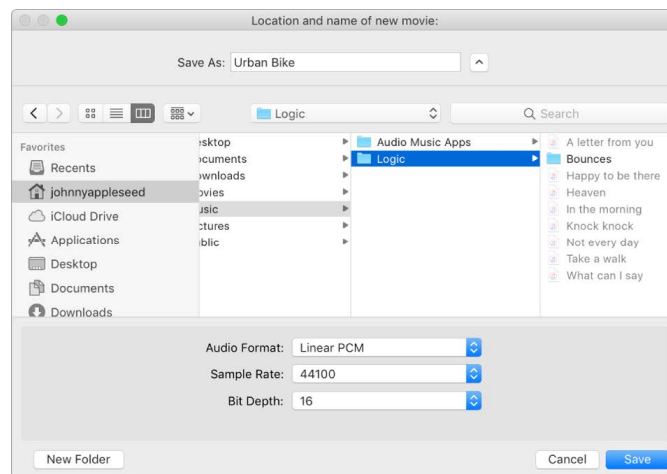 Location and name of new movie:
Save As: Urban Bike
Logic
Search
Favorites
Recents
johnnyappleseed
iCloud Drive
Applications
Desktop
Documents
Downloads
esktop
ocuments
ownloads
ovies
usic
ctures
blic
Audio Music Apps
Logic
A letter from you
Bounces
Happy to be there
Heaven
In the morning
Knock knock
Not every day
Take a walk
What can I say
Audio Format: Linear PCM
Sample Rate: 44100
Bit Depth: 16
New Folder
Cancel
Save